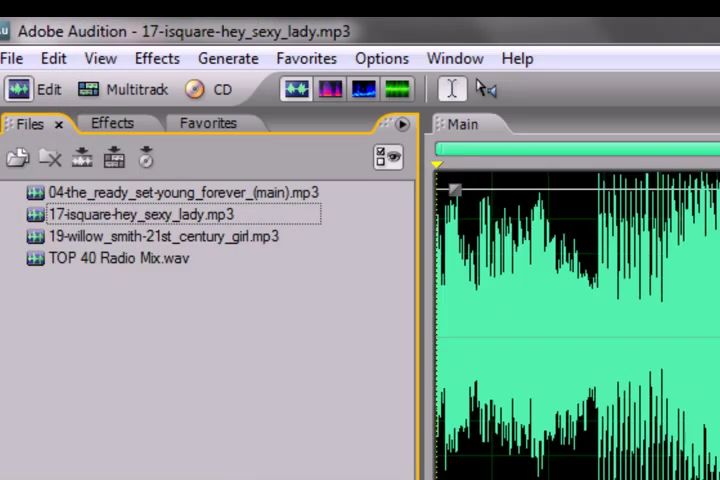 Adobe Audition - 17-isquare-hey_sexy_lady.mp3
File Edit View Effects Generate Favorites Options Window Help
Edit Multitrack CD
Files x Effects Favorites Main
04-the_ready_set-young_forever_(main).mp3
17-isquare-hey_sexy_lady.mp3
19-willow_smith-21st_century_girl.mp3
TOP 40 Radio Mix.wav